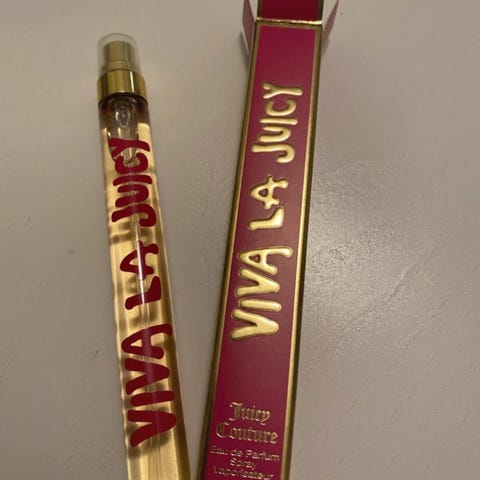 VIVA LA JUICY
VIVA LA JUICY
Juicy
Couture
Eau de Parfum
Spray
Vaporisateur